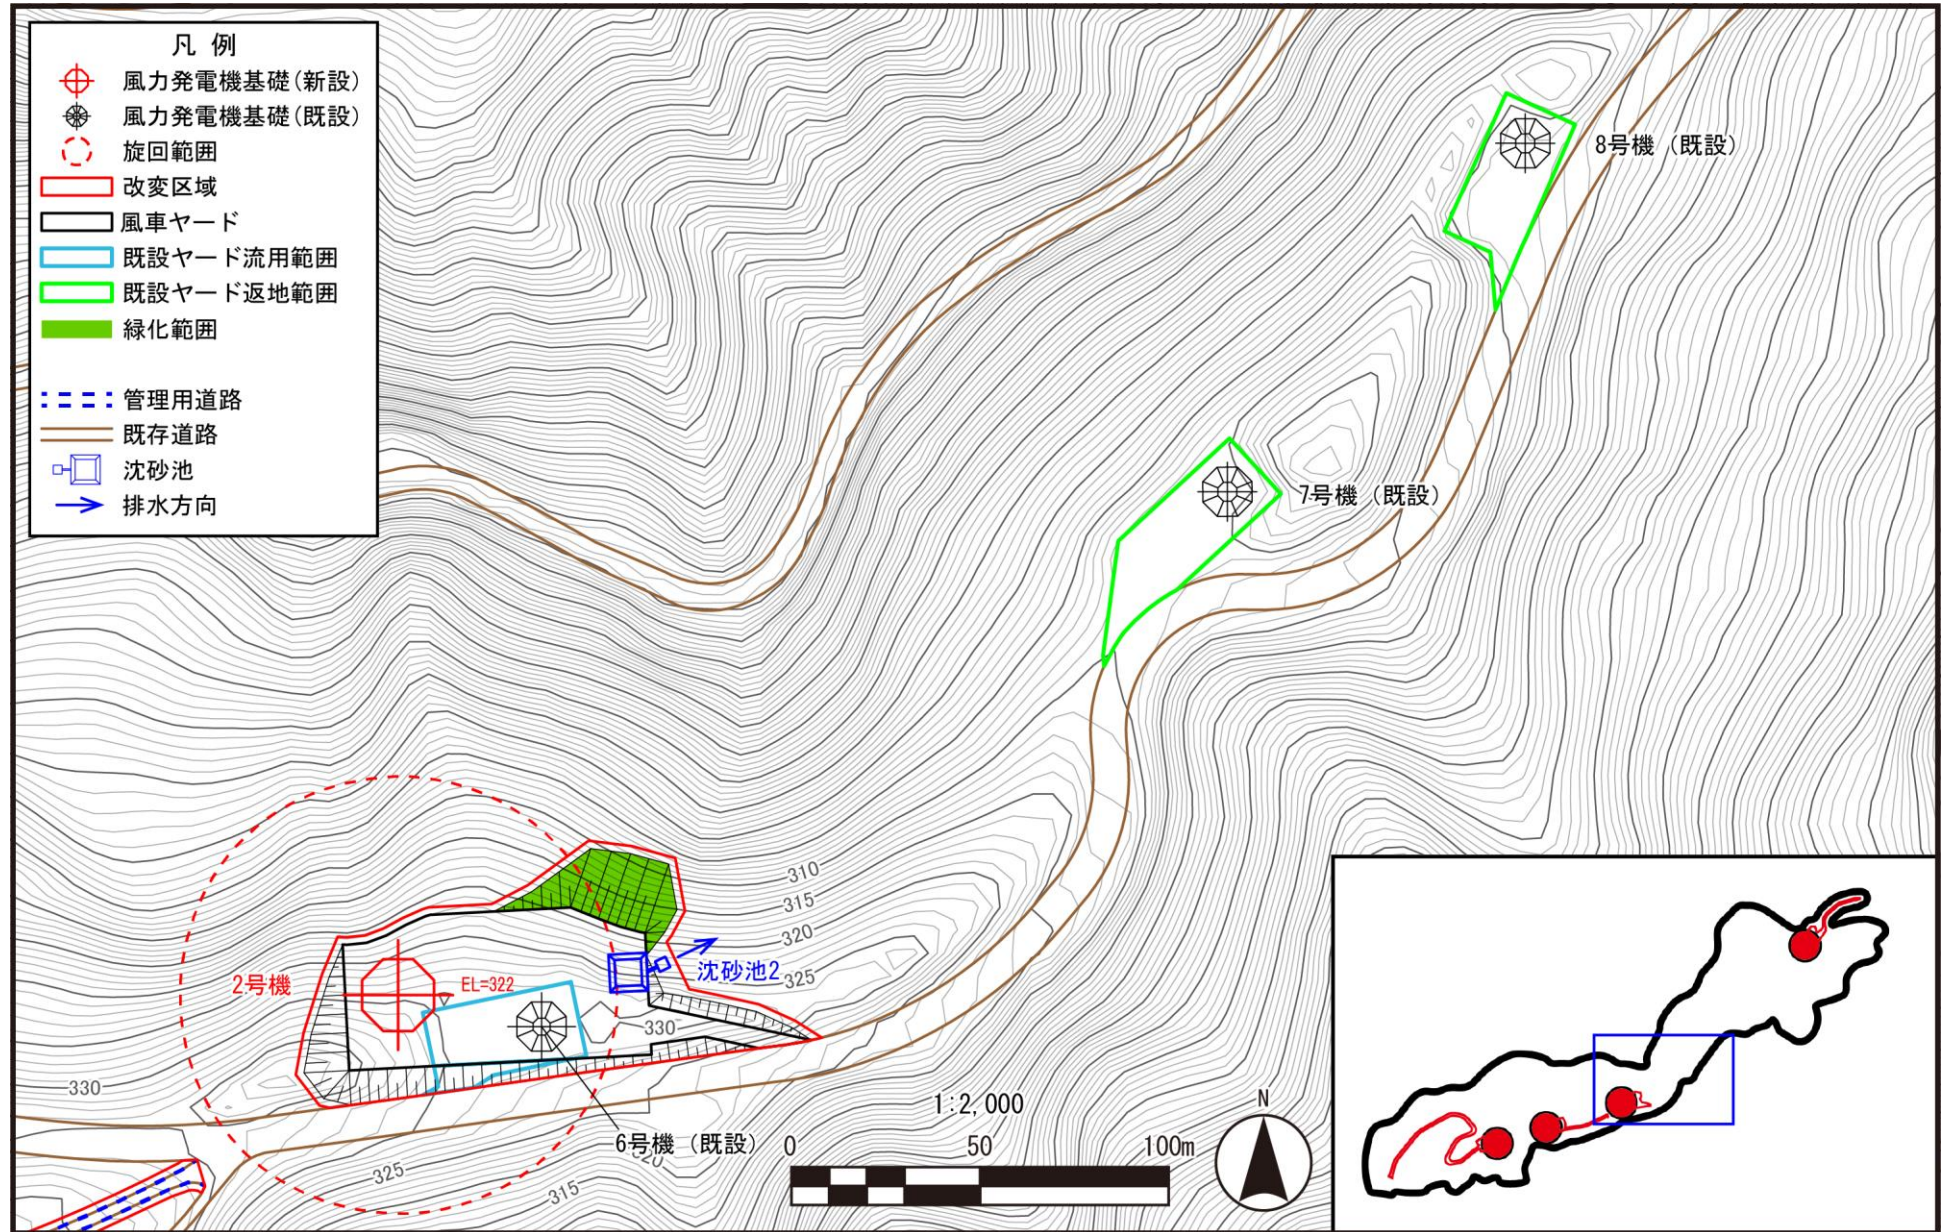 凡 例
風力発電機基礎(新設)
風力発電機基礎(既設)
旋回範囲
改変区域
風車ヤード
既設ヤード流用範囲
既設ヤード返地範囲
緑化範囲
管理用道路
既存道路
沈砂池
排水方向
8号機(既設)
7号機(既設)
310
315
320
325
沈砂池2
2号機
EL=322
330
330
6号機(既設)
325
315
1:2,000
0 50 100m
N